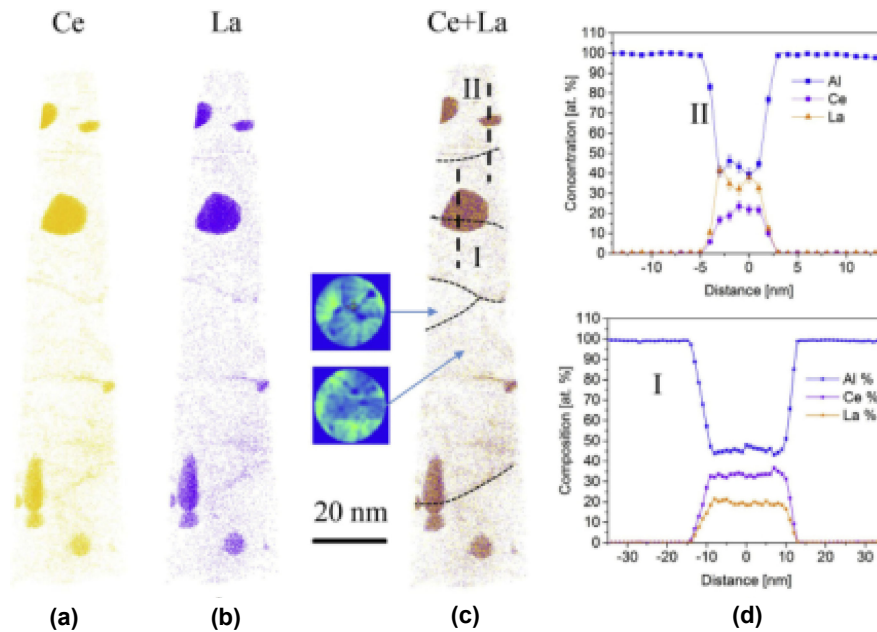 Ce
La
Ce+La
II
I
20 nm
(a)
(b)
(c)
(d)
110
100
90
80
70
60
50
40
30
20
10
0
Concentration [at. %]
II
Al
Ce
La
-10
-5
0
5
10
Distance [nm]
110
100
90
80
70
60
50
40
30
20
10
0
Composition [at. %]
I
Al %
Ce %
La %
-30
-20
-10
0
10
20
30
Distance [nm]